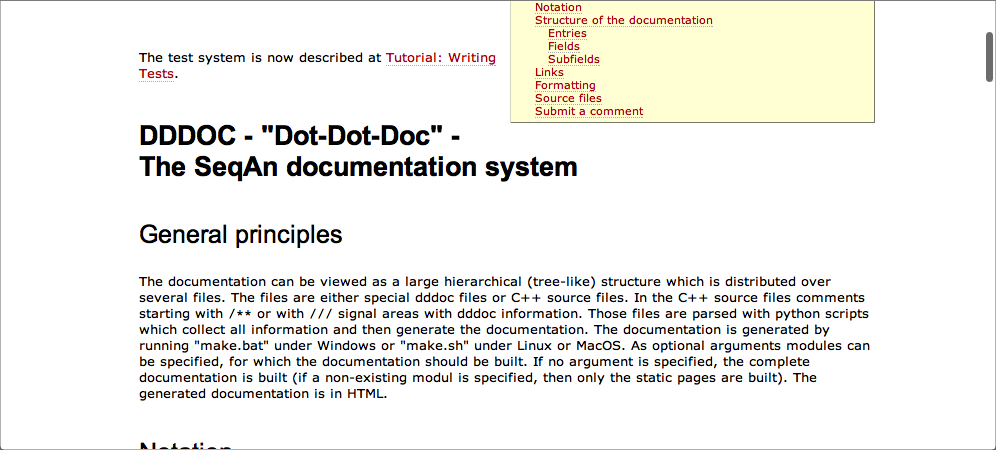 Notation
Structure of the documentation
Entries
Fields
Subfields
Links
Formatting
Source files
Submit a comment
The test system is now described at Tutorial: Writing
Tests.
DDDOC - "Dot-Dot-Doc" -
The SeqAn documentation system
General principles
The documentation can be viewed as a large hierarchical (tree-like) structure which is distributed over
several files. The files are either special dddoc files or C++ source files. In the C++ source files comments
starting with /** or with /// signal areas with dddoc information. Those files are parsed with python scripts
which collect all information and then generate the documentation. The documentation is generated by
running "make.bat" under Windows or "make.sh" under Linux or MacOS. As optional arguments modules can
be specified, for which the documentation should be built. If no argument is specified, the complete
documentation is built (if a non-existing modul is specified, then only the static pages are built). The
generated documentation is in HTML.
Notation